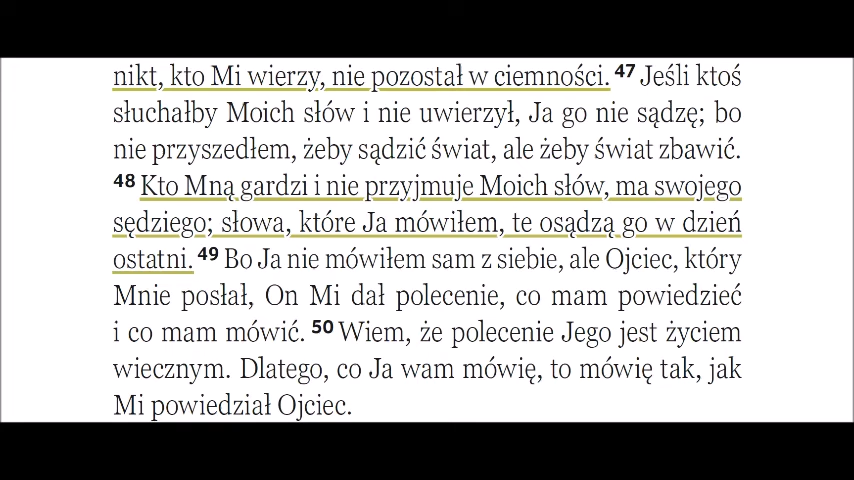 nikt, kto Mi wierzy, nie pozostał w ciemności. 47 Jeśli ktoś
słuchałby Moich słów i nie uwierzył, Ja go nie sądzę; bo
nie przyszedłem, żeby sądzić świat, ale żeby świat zbawić.
48 Kto Mną gardzi i nie przyjmuje Moich słów, ma swojego
sędziego; słowa, które Ja mówiłem, te osądzą go w dzień
ostatni. 49 Bo Ja nie mówiłem sam z siebie, ale Ojciec, który
Mnie posłał, On Mi dał polecenie, co mam powiedzieć
i co mam mówić. 50 Wiem, że polecenie Jego jest życiem
wiecznym. Dlatego, co Ja wam mówię, to mówię tak, jak
Mi powiedział Ojciec.